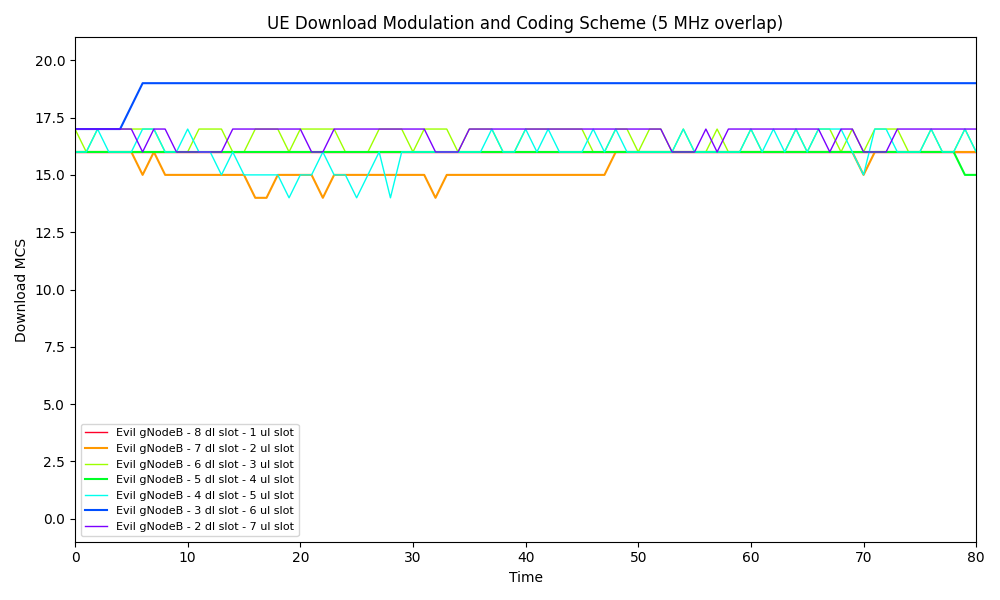 UE Download Modulation and Coding Scheme (5 MHz overlap)
20.0
17.5
15.0
12.5
10.0
7.5
5.0
2.5
0.0
Download MCS
Evil gNodeB - 8 dl slot - 1 ul slot
Evil gNodeB - 7 dl slot - 2 ul slot
Evil gNodeB - 6 dl slot - 3 ul slot
Evil gNodeB - 5 dl slot - 4 ul slot
Evil gNodeB - 4 dl slot - 5 ul slot
Evil gNodeB - 3 dl slot - 6 ul slot
Evil gNodeB - 2 dl slot - 7 ul slot
0 10 20 30 40 50 60 70 80
Time